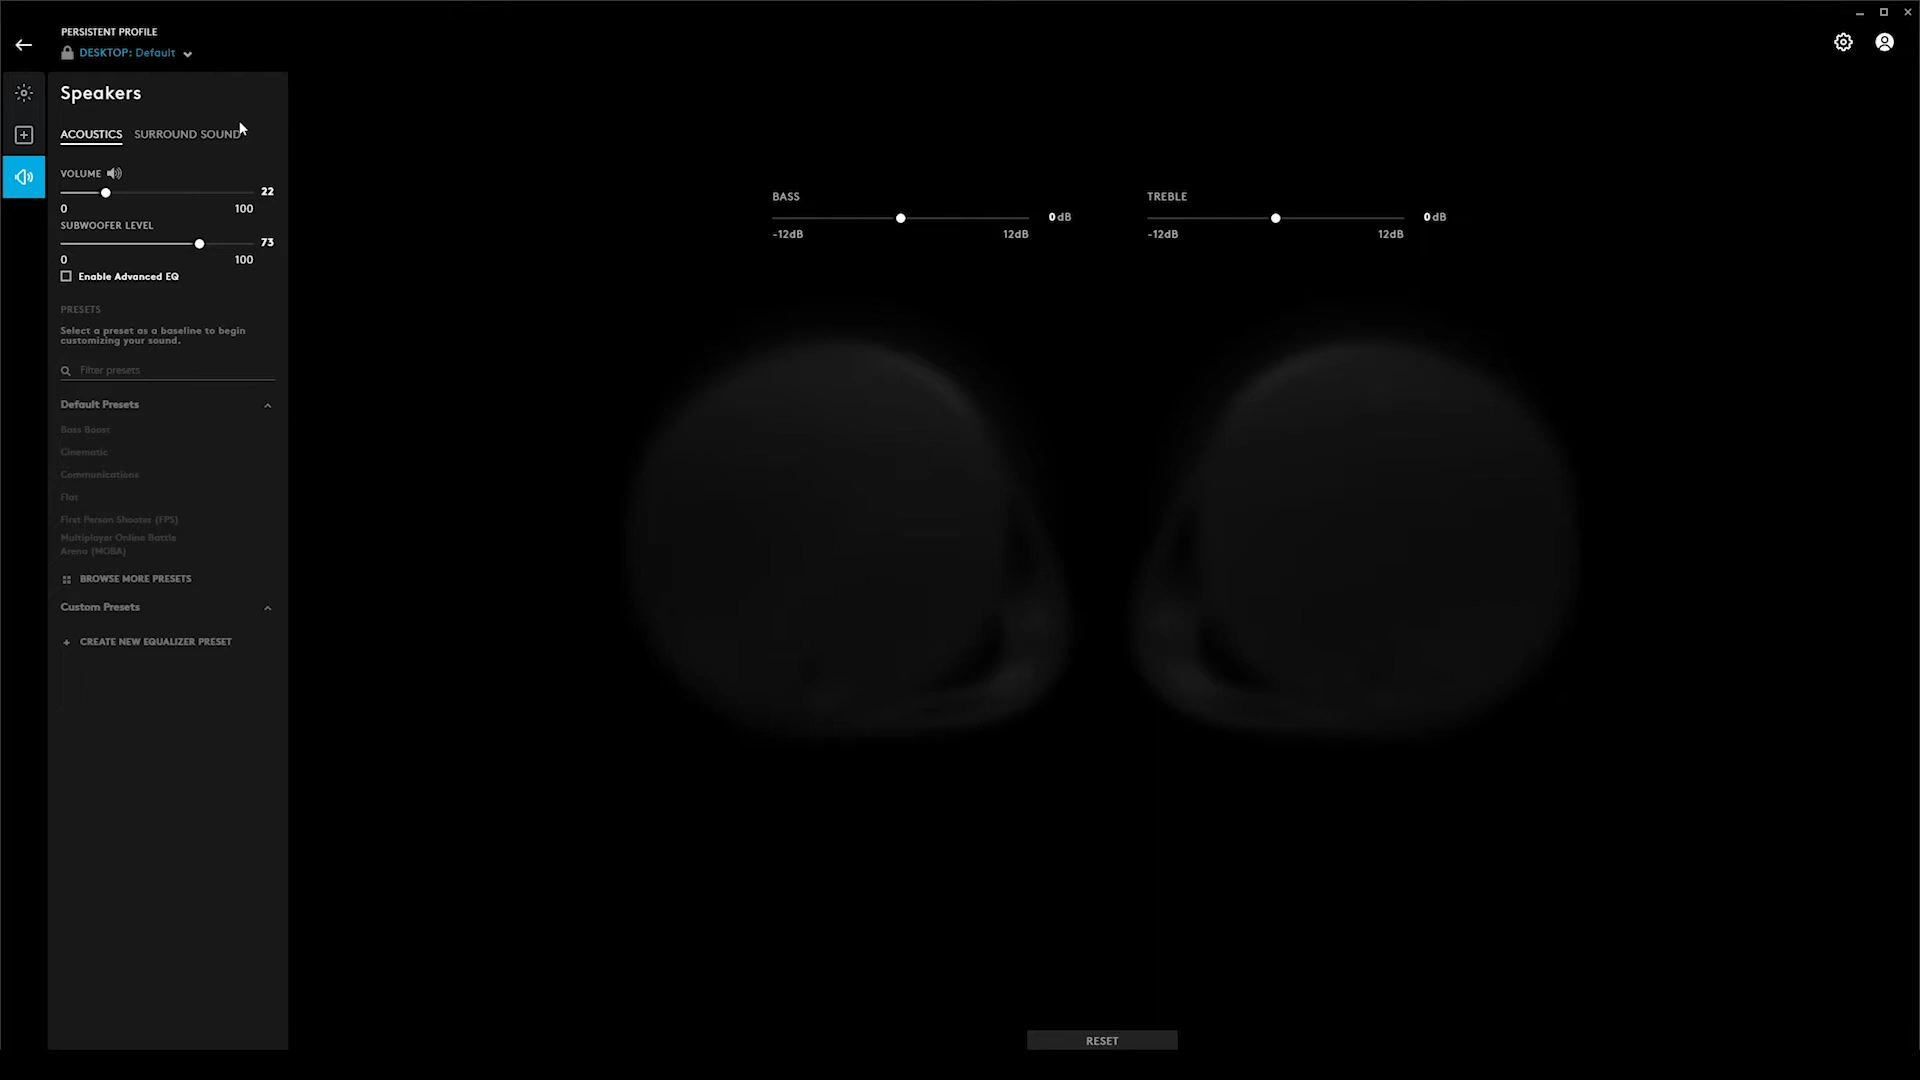 PERSISTENT PROFILE
DESKTOP: Default
Speakers
ACOUSTICS SURROUND SOUND
VOLUME
22
0 100
SUBWOOFER LEVEL
73
0 100
Enable Advanced EQ
PRESETS
Select a preset as a baseline to begin
customizing your sound.
Filter presets
Default Presets
Bass Boost
Cinematic
Communications
Flat
First Person Shooter (FPS)
Multiplayer Online Battle
Arena (MOBA)
BROWSE MORE PRESETS
Custom Presets
+ CREATE NEW EQUALIZER PRESET
BASS
0 dB
-12dB 12dB
TREBLE
0 dB
-12dB 12dB
RESET